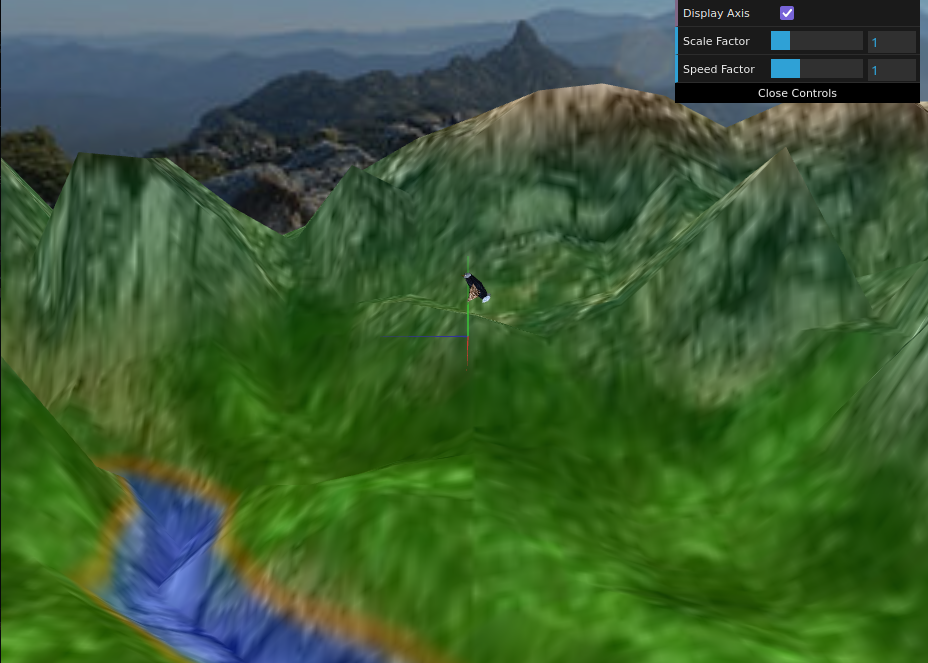 Display Axis
Scale Factor 1
Speed Factor 1
Close Controls